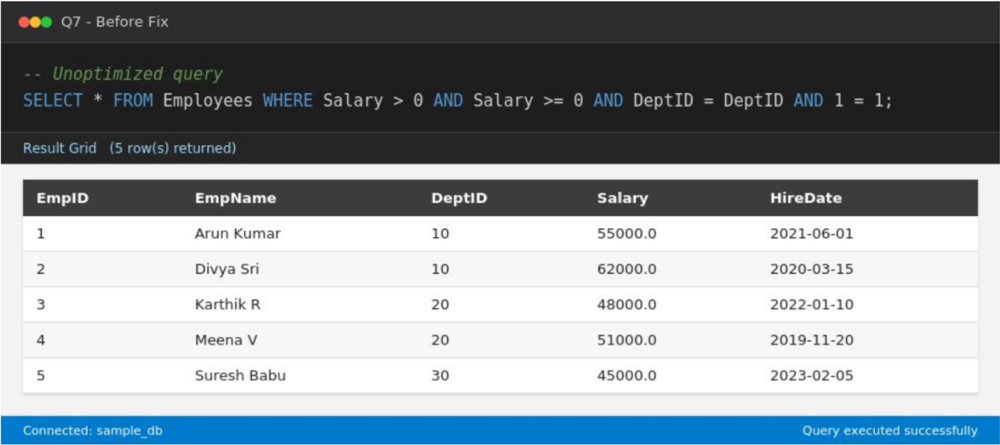 Q7 - Before Fix
-- Unoptimized query
SELECT * FROM Employees WHERE Salary > 0 AND Salary >= 0 AND DeptID = DeptID AND 1 = 1;
Result Grid (5 row(s) returned)
EmpID EmpName DeptID Salary HireDate
1 Arun Kumar 10 55000.0 2021-06-01
2 Divya Sri 10 62000.0 2020-03-15
3 Karthik R 20 48000.0 2022-01-10
4 Meena V 20 51000.0 2019-11-20
5 Suresh Babu 30 45000.0 2023-02-05
Connected: sample_db Query executed successfully